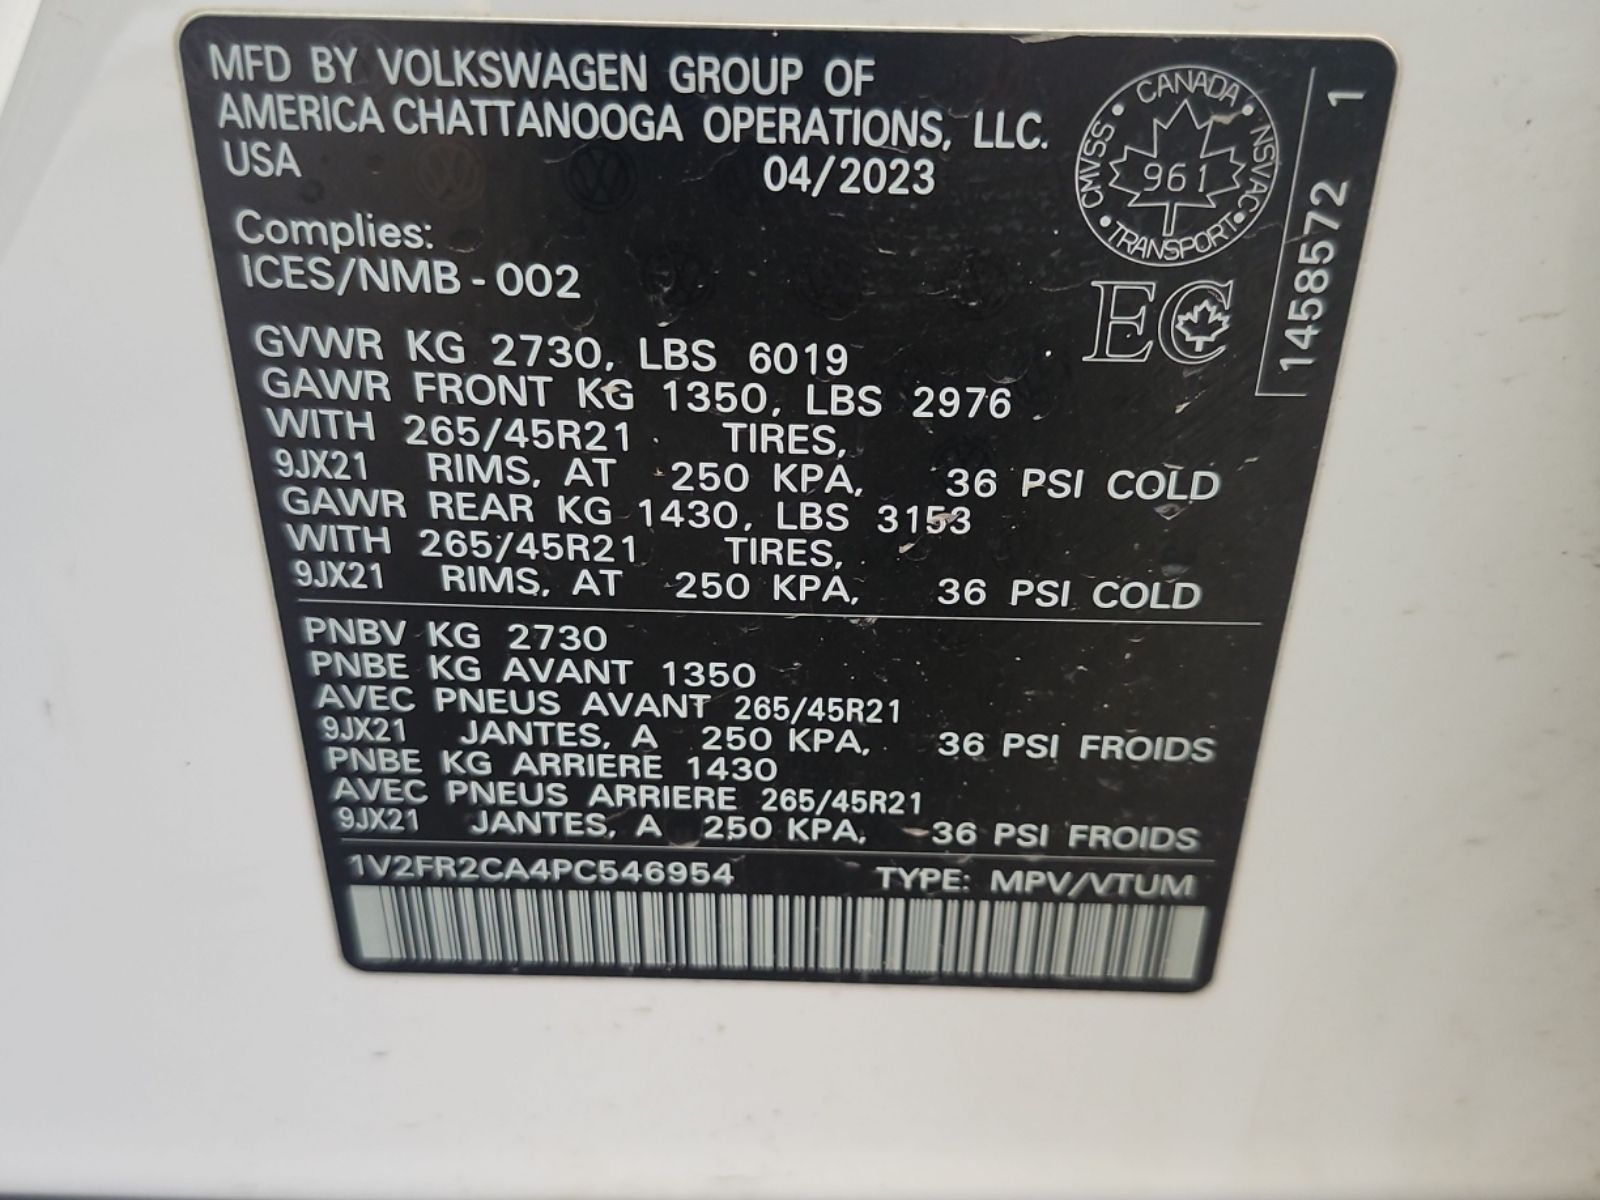 MFD BY VOLKSWAGEN GROUP OF
AMERICA CHATTANOOGA OPERATIONS, LLC.
USA 04/2023
CANADA
CMVSS 961 NSVAC
TRANSPORT
1458572 1
Complies:
ICES/NMB-002
EC
GVWR KG 2730, LBS 6019
GAWR FRONT KG 1350, LBS 2976
WITH 265/45R21 TIRES,
9JX21 RIMS, AT 250 KPA, 36 PSI COLD
GAWR REAR KG 1430, LBS 3153
WITH 265/45R21 TIRES,
9JX21 RIMS, AT 250 KPA, 36 PSI COLD
PNBV KG 2730
PNBE KG AVANT 1350
AVEC PNEUS AVANT 265/45R21
9JX21 JANTES, A 250 KPA, 36 PSI FROIDS
PNBE KG ARRIERE 1430
AVEC PNEUS ARRIERE 265/45R21
9JX21 JANTES, A 250 KPA, 36 PSI FROIDS
1V2FR2CA4PC546954 TYPE: MPV/VTUM